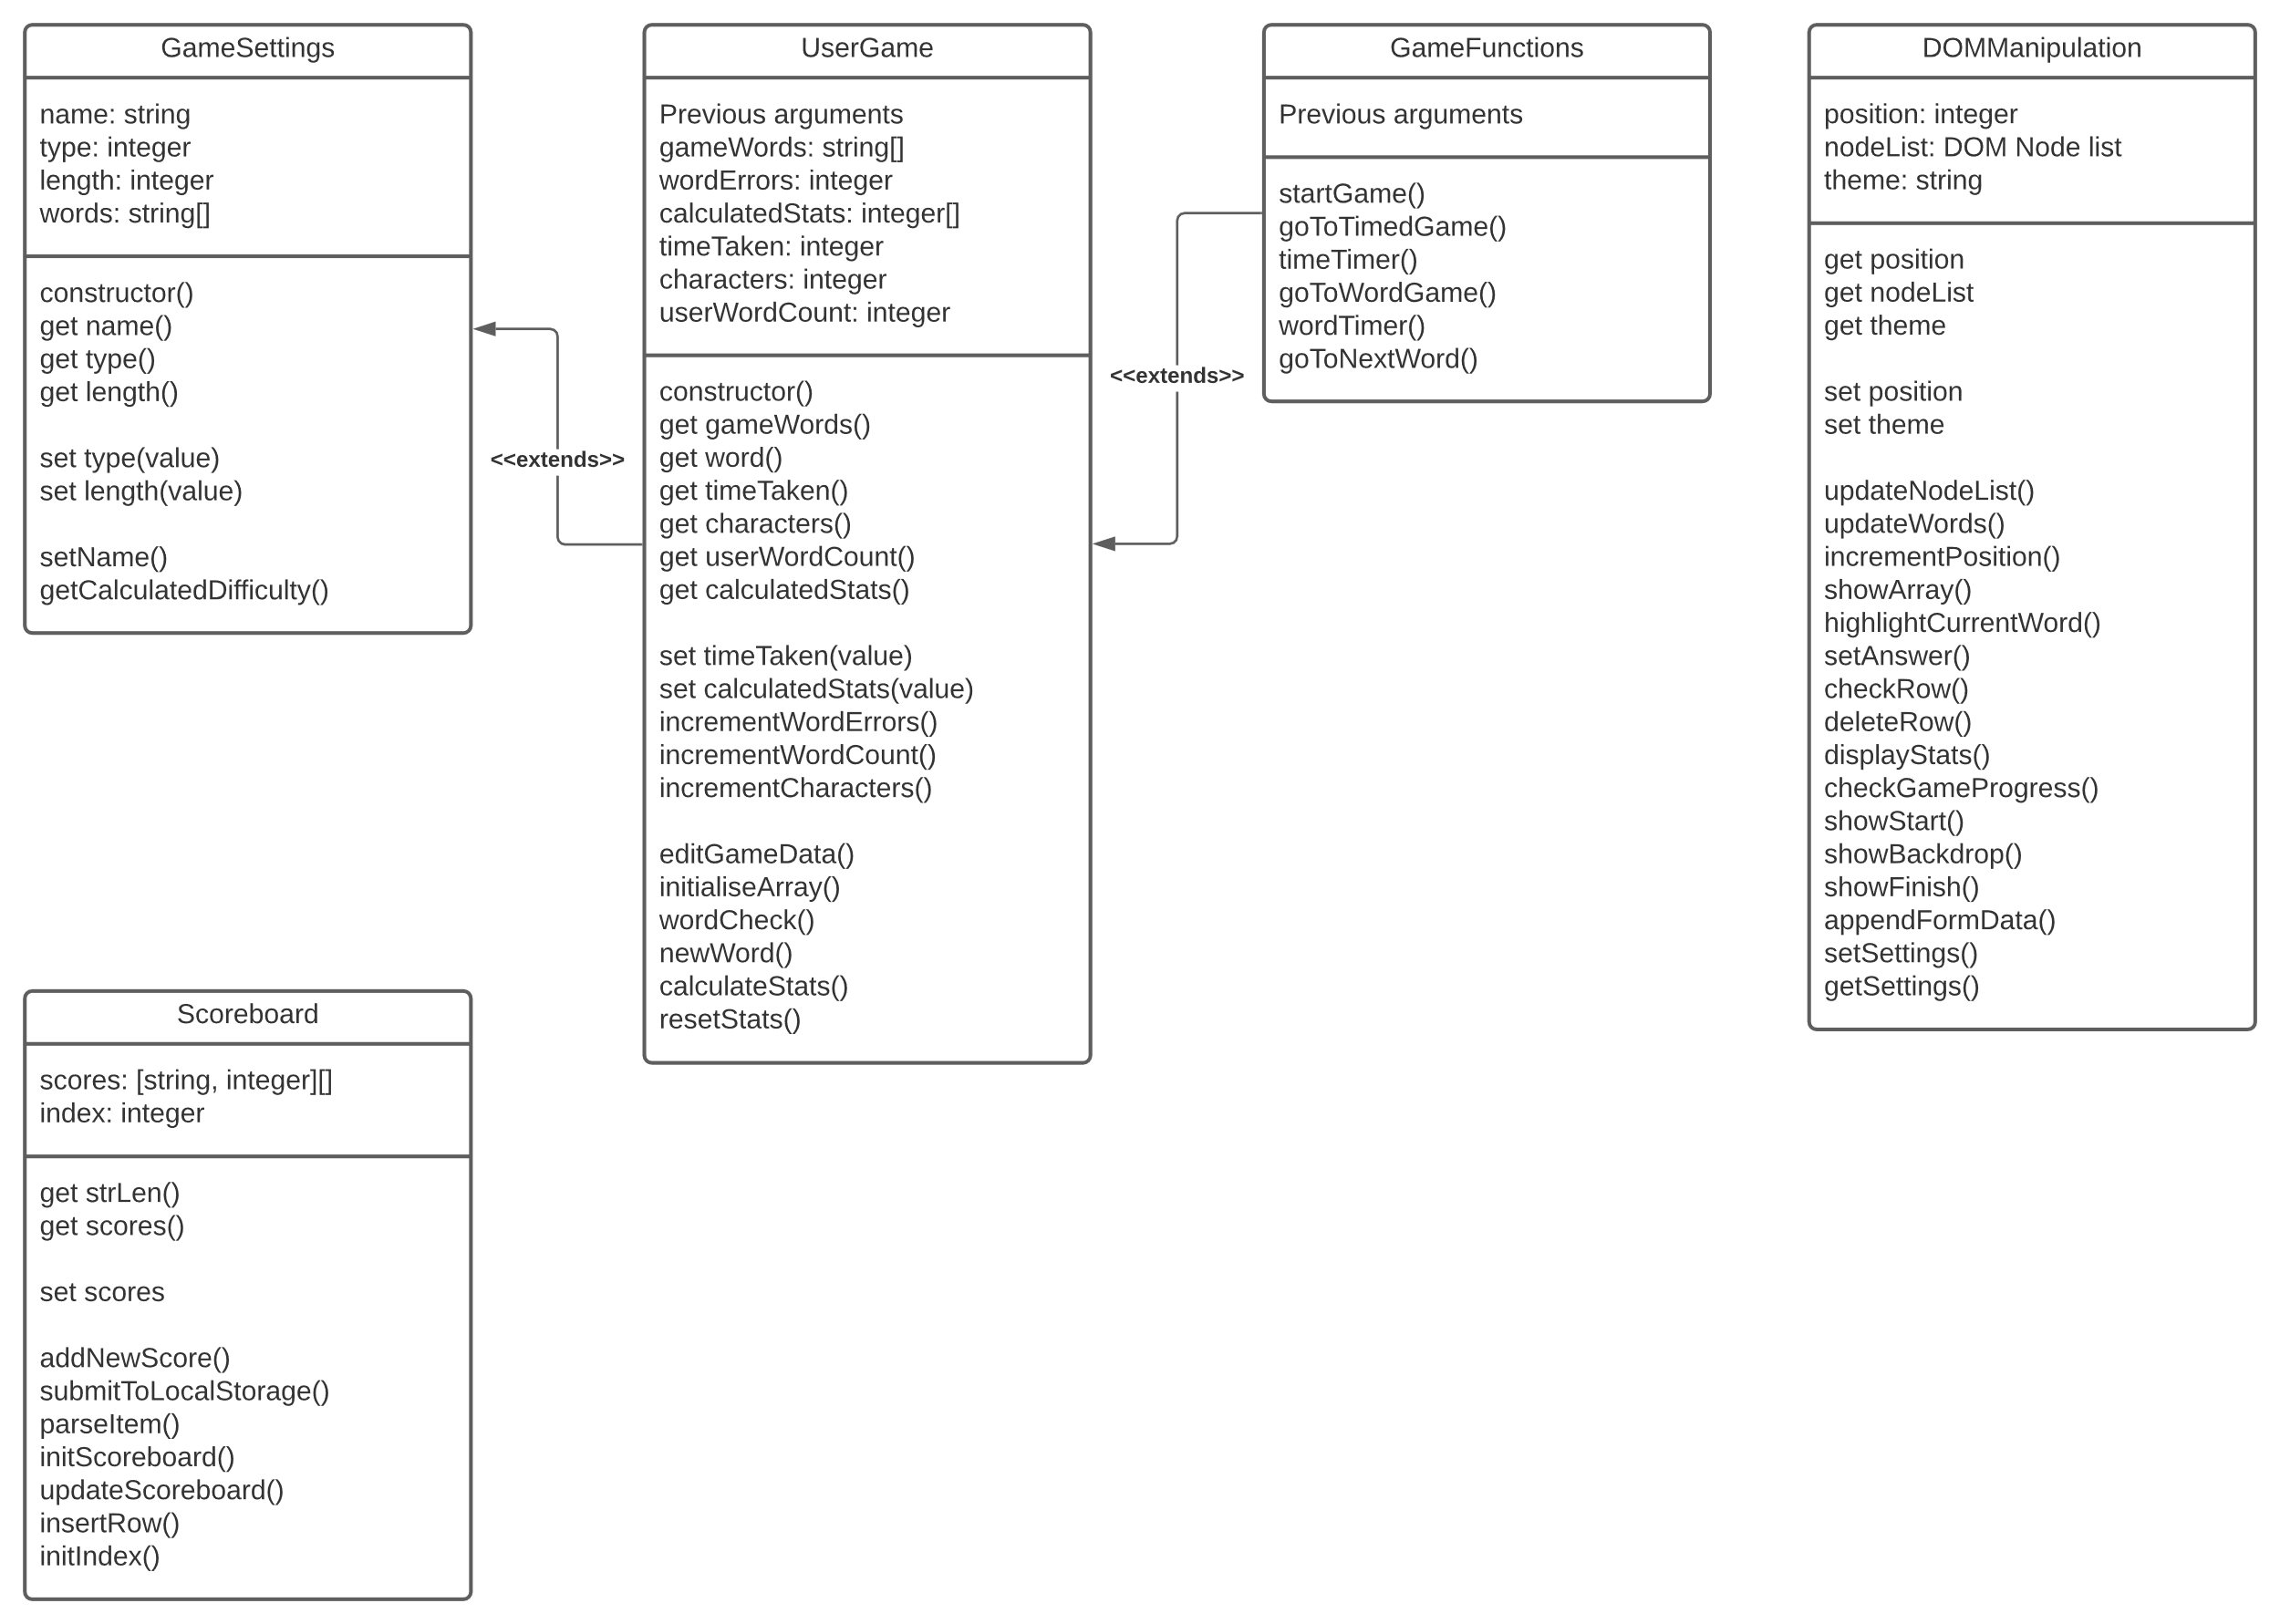 GameSettings
name: string
type: integer
length: integer
words: string[]
constructor()
get name()
get type()
get length()
set type(value)
set length(value)
setName()
getCalculatedDifficulty()
<<extends>>
UserGame
Previous arguments
gameWords: string[]
wordErrors: integer
calculatedStats: integer[]
timeTaken: integer
characters: integer
userWordCount: integer
constructor()
get gameWords()
get word()
get timeTaken()
get characters()
get userWordCount()
get calculatedStats()
set timeTaken(value)
set calculatedStats(value)
incrementWordErrors()
incrementWordCount()
incrementCharacters()
editGameData()
initialiseArray()
wordCheck()
newWord()
calculateStats()
resetStats()
<<extends>>
GameFunctions
Previous arguments
startGame()
goToTimedGame()
timeTimer()
goToWordGame()
wordTimer()
goToNextWord()
DOMManipulation
position: integer
nodeList: DOM Node list
theme: string
get position
get nodeList
get theme
set position
set theme
updateNodeList()
updateWords()
incrementPosition()
showArray()
highlightCurrentWord()
setAnswer()
checkRow()
deleteRow()
displayStats()
checkGameProgress()
showStart()
showBackdrop()
showFinish()
appendFormData()
setSettings()
getSettings()
Scoreboard
scores: [string, integer][]
index: integer
get strLen()
get scores()
set scores
addNewScore()
submitToLocalStorage()
parseItem()
initScoreboard()
updateScoreboard()
insertRow()
initIndex()